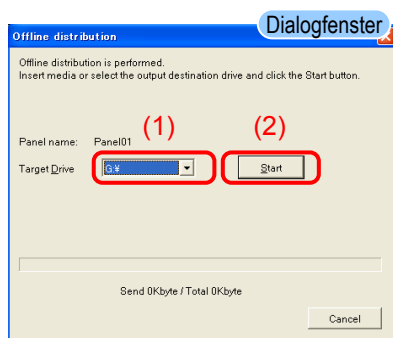 Dialogfenster
Offline distribution
Offline distribution is performed.
Insert media or select the output destination drive and click the Start button.
(1) (2)
Panel name: Panel01
Target Drive G:¥ Start
Send 0Kbyte / Total 0Kbyte
Cancel